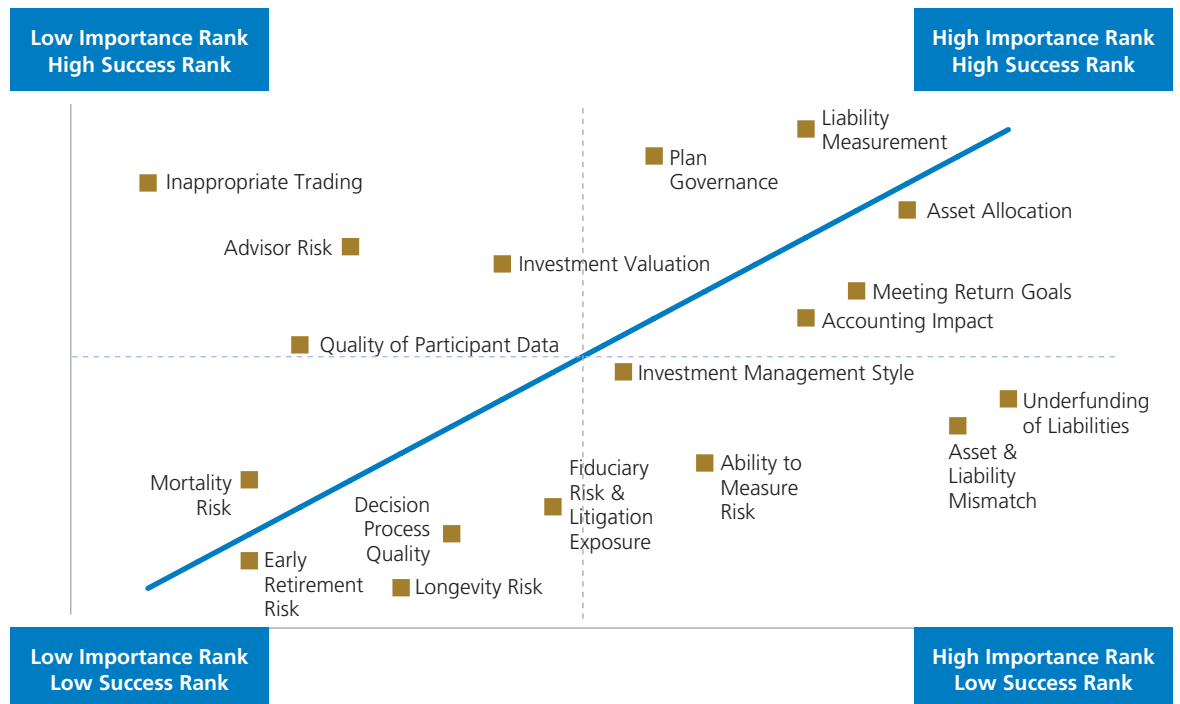 Low Importance Rank
High Success Rank
High Importance Rank
High Success Rank
Liability
Measurement
Plan
Governance
Inappropriate Trading
Asset Allocation
Advisor Risk
Investment Valuation
Meeting Return Goals
Accounting Impact
Quality of Participant Data
Investment Management Style
Underfunding
of Liabilities
Asset &
Liability
Mismatch
Ability to
Measure
Risk
Fiduciary
Risk &
Litigation
Exposure
Mortality
Risk
Decision
Process
Quality
Early
Retirement
Risk
Longevity Risk
Low Importance Rank
Low Success Rank
High Importance Rank
Low Success Rank